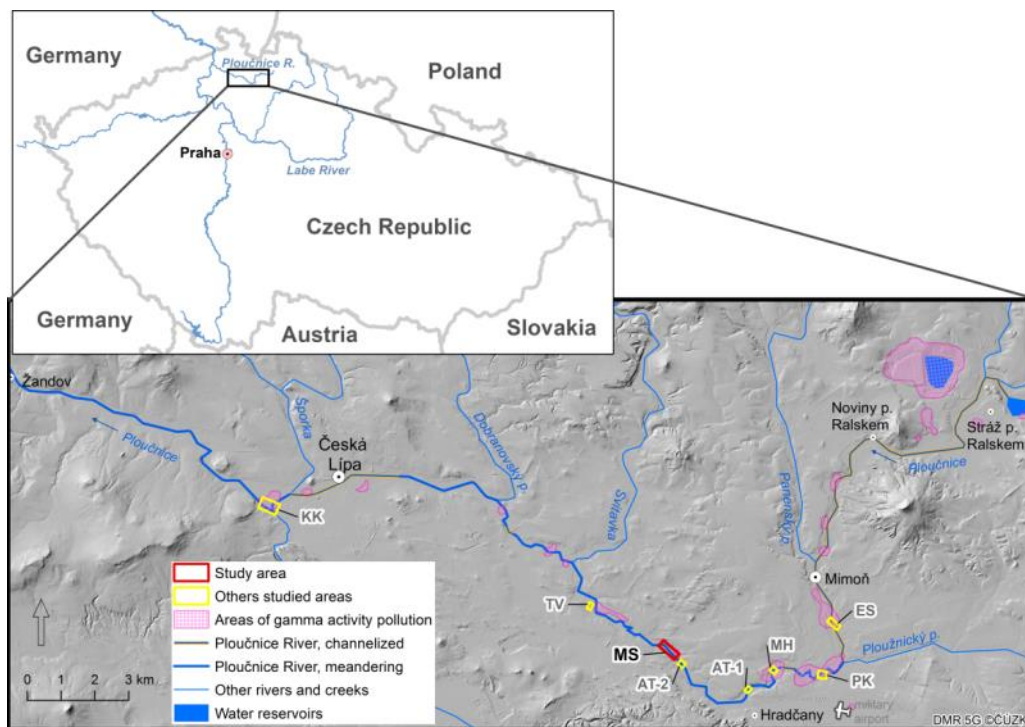 Germany
Ploučnice R.
Poland
Praha
Labe River
Czech Republic
Germany
Austria
Slovakia
Žandov
Šporka
Ploučnice
Česká
Lípa
KK
Dobranovský p.
Svitavka
Panenský p.
Noviny p.
Ralskem
Stráž p.
Ralskem
Ploučnice
Mimoň
TV
ES
MS
MH
AT-1
AT-2
PK
Ploužnický p.
Hradčany
military
airport
Study area
Others studied areas
Areas of gamma activity pollution
Ploučnice River, channelized
Ploučnice River, meandering
Other rivers and creeks
Water reservoirs
0 1 2 3 km
DMR 5G ©ČÚZK